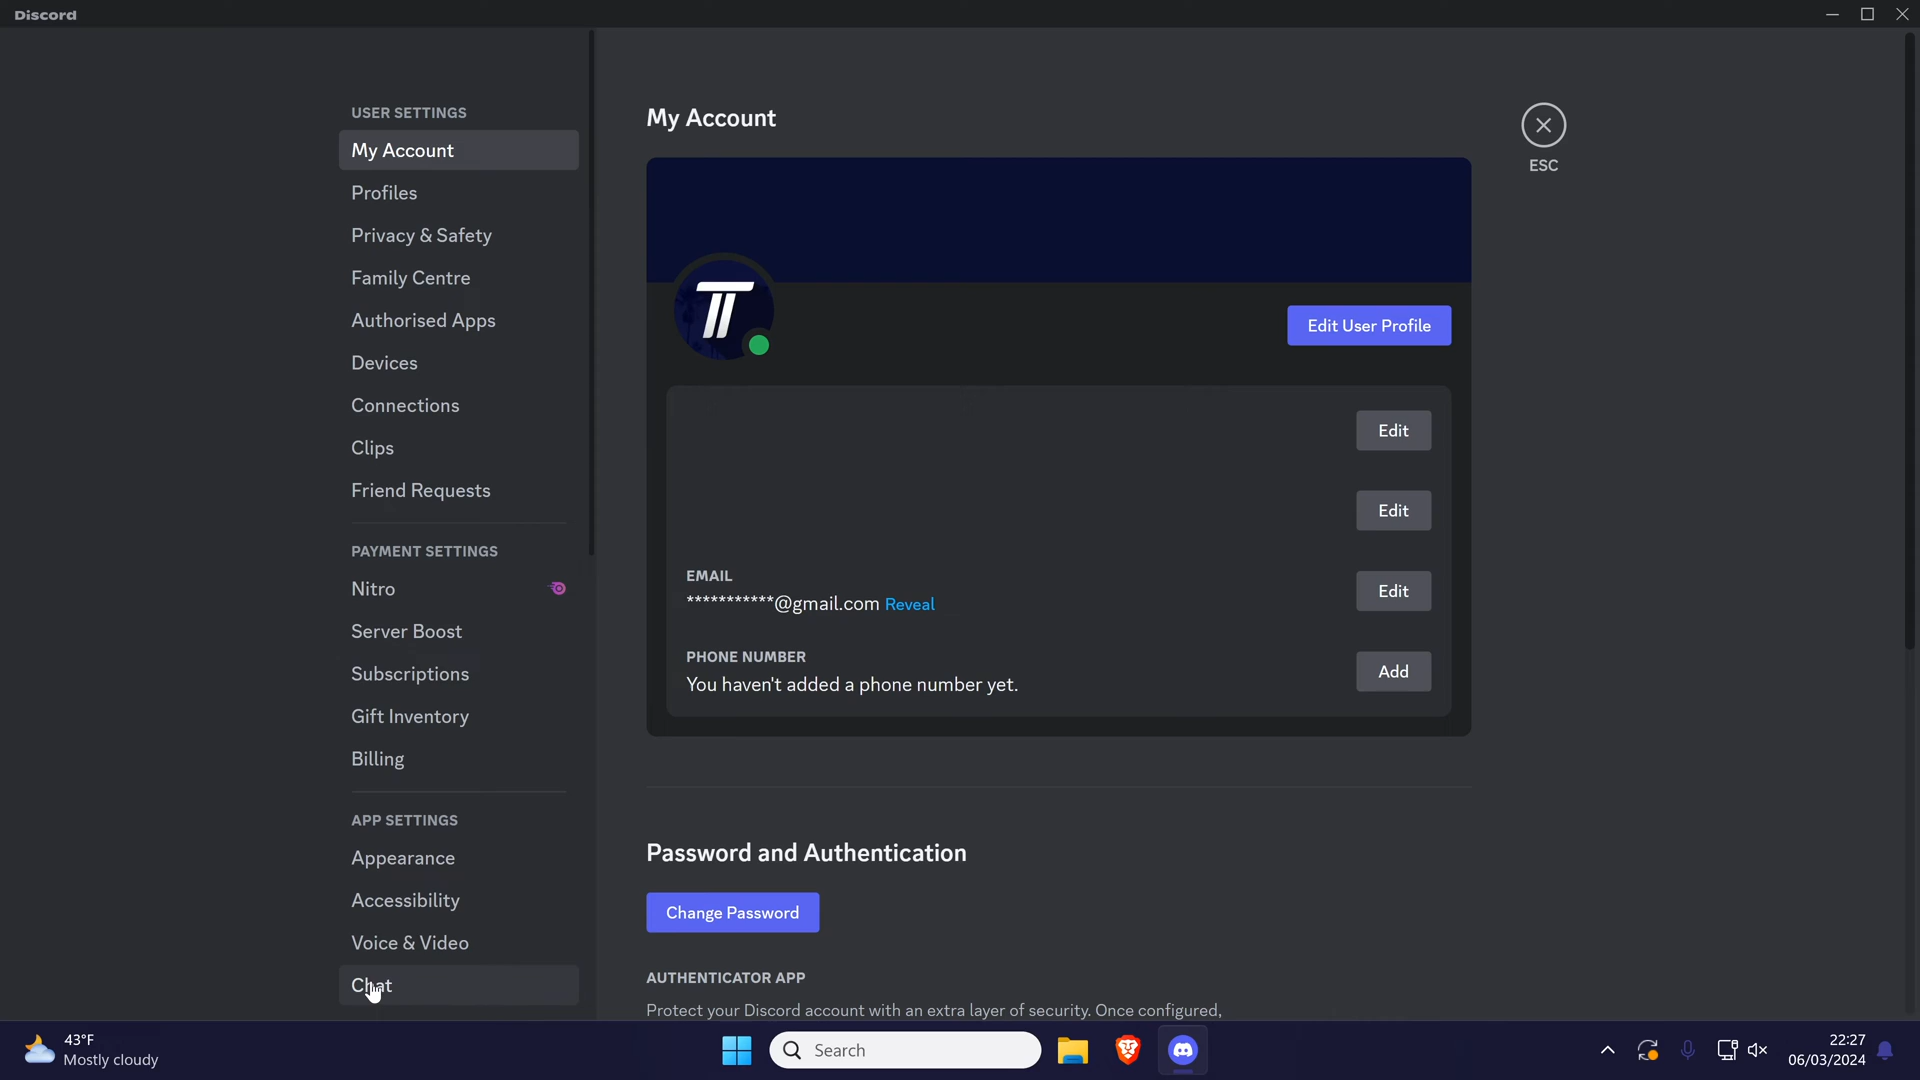 Discord
USER SETTINGS
My Account
Profiles
Privacy & Safety
Family Centre
Authorised Apps
Devices
Connections
Clips
Friend Requests
PAYMENT SETTINGS
Nitro
Server Boost
Subscriptions
Gift Inventory
Billing
APP SETTINGS
Appearance
Accessibility
Voice & Video
Chat
My Account
ESC
Edit User Profile
Edit
Edit
EMAIL
***********@gmail.com Reveal
Edit
PHONE NUMBER
You haven't added a phone number yet.
Add
Password and Authentication
Change Password
AUTHENTICATOR APP
Protect your Discord account with an extra layer of security. Once configured,
43°F
Mostly cloudy
Search
22:27
06/03/2024